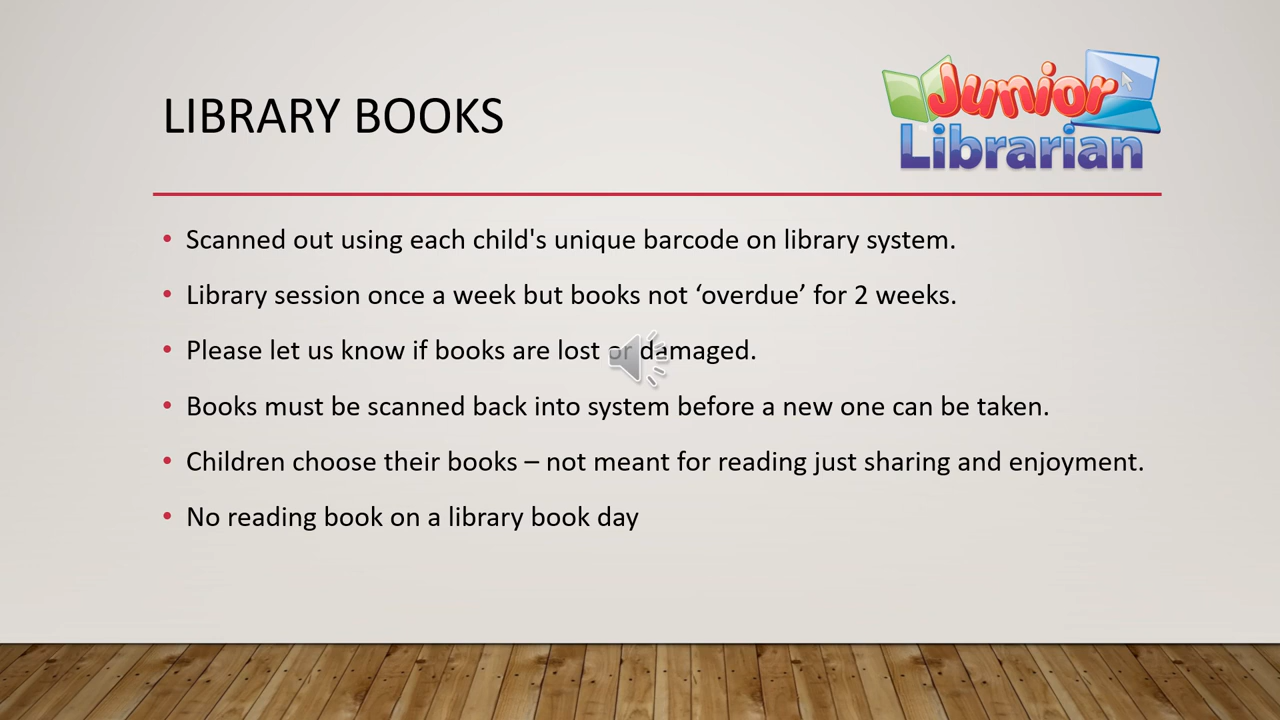 LIBRARY BOOKS
Junior
Librarian
• Scanned out using each child's unique barcode on library system.
• Library session once a week but books not ‘overdue’ for 2 weeks.
• Please let us know if books are lost or damaged.
• Books must be scanned back into system before a new one can be taken.
• Children choose their books – not meant for reading just sharing and enjoyment.
• No reading book on a library book day